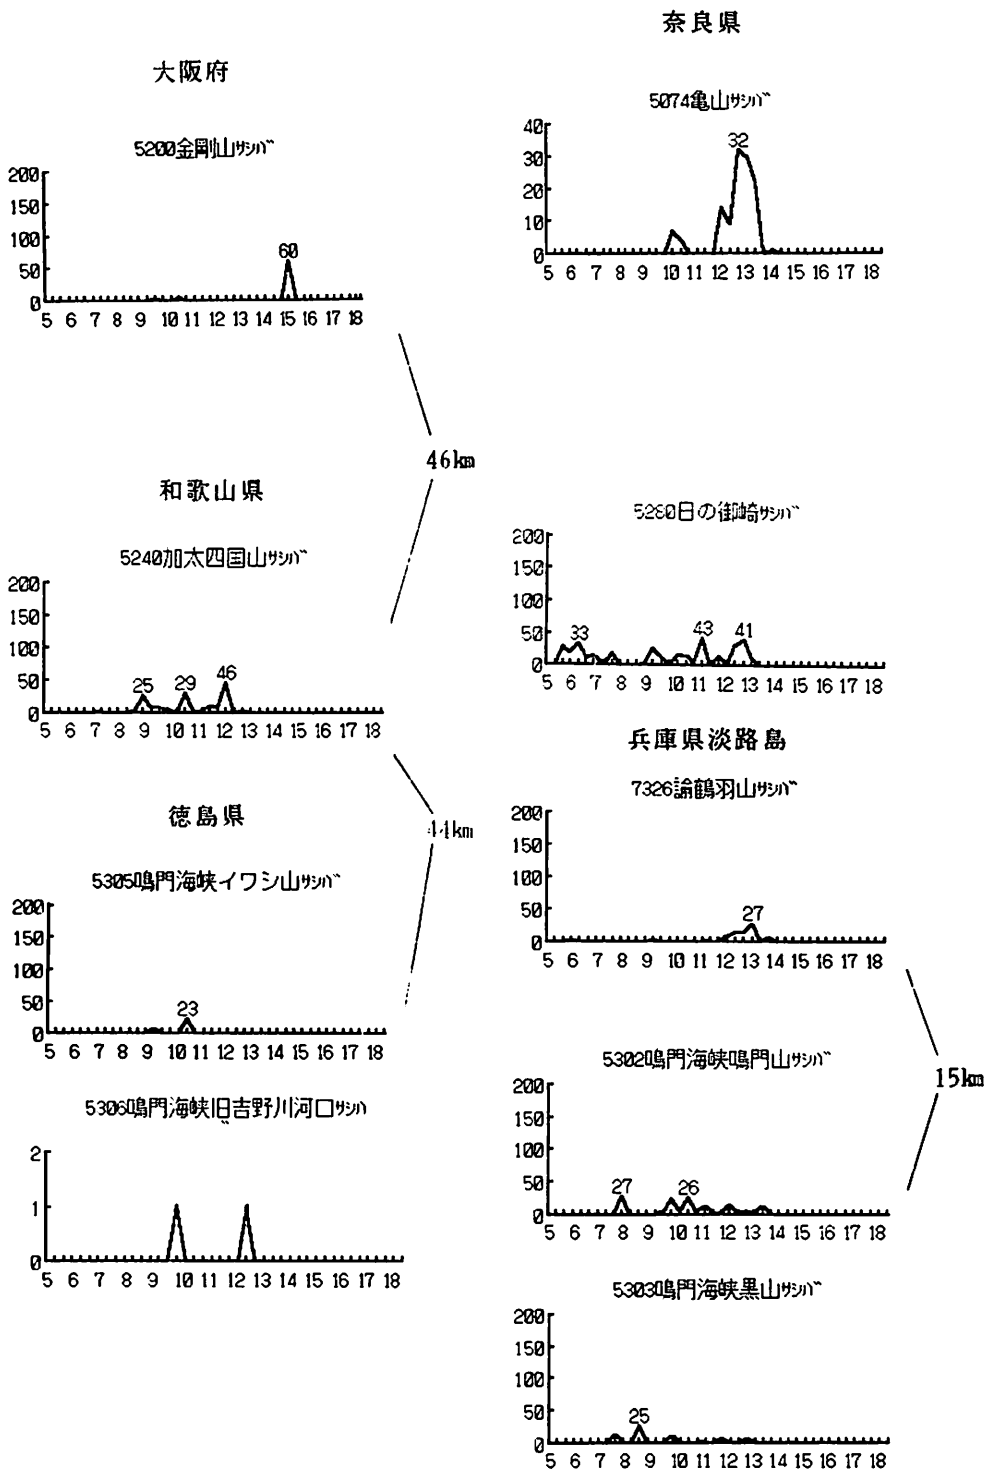 奈良県
大阪府
5074亀山サシバ
40
30
20
10
0
32
5 6 7 8 9 10 11 12 13 14 15 16 17 18
5200金剛山サシバ
200
150
100
50
0
60
5 6 7 8 9 10 11 12 13 14 15 16 17 18
46km
和歌山県
5240加太四国山サシバ
200
150
100
50
0
25 29 46
5 6 7 8 9 10 11 12 13 14 15 16 17 18
5280日の御崎サシバ
200
150
100
50
0
33 43 41
5 6 7 8 9 10 11 12 13 14 15 16 17 18
44km
兵庫県淡路島
7326諭鶴羽山サシバ
200
150
100
50
0
27
5 6 7 8 9 10 11 12 13 14 15 16 17 18
徳島県
5305鳴門海峡イワシ山サシバ
200
150
100
50
0
23
5 6 7 8 9 10 11 12 13 14 15 16 17 18
15km
5302鳴門海峡鳴門山サシバ
200
150
100
50
0
27 26
5 6 7 8 9 10 11 12 13 14 15 16 17 18
5306鳴門海峡旧吉野川河口サシバ
2
1
0
5 6 7 8 9 10 11 12 13 14 15 16 17 18
5303鳴門海峡黒山サシバ
200
150
100
50
0
25
5 6 7 8 9 10 11 12 13 14 15 16 17 18